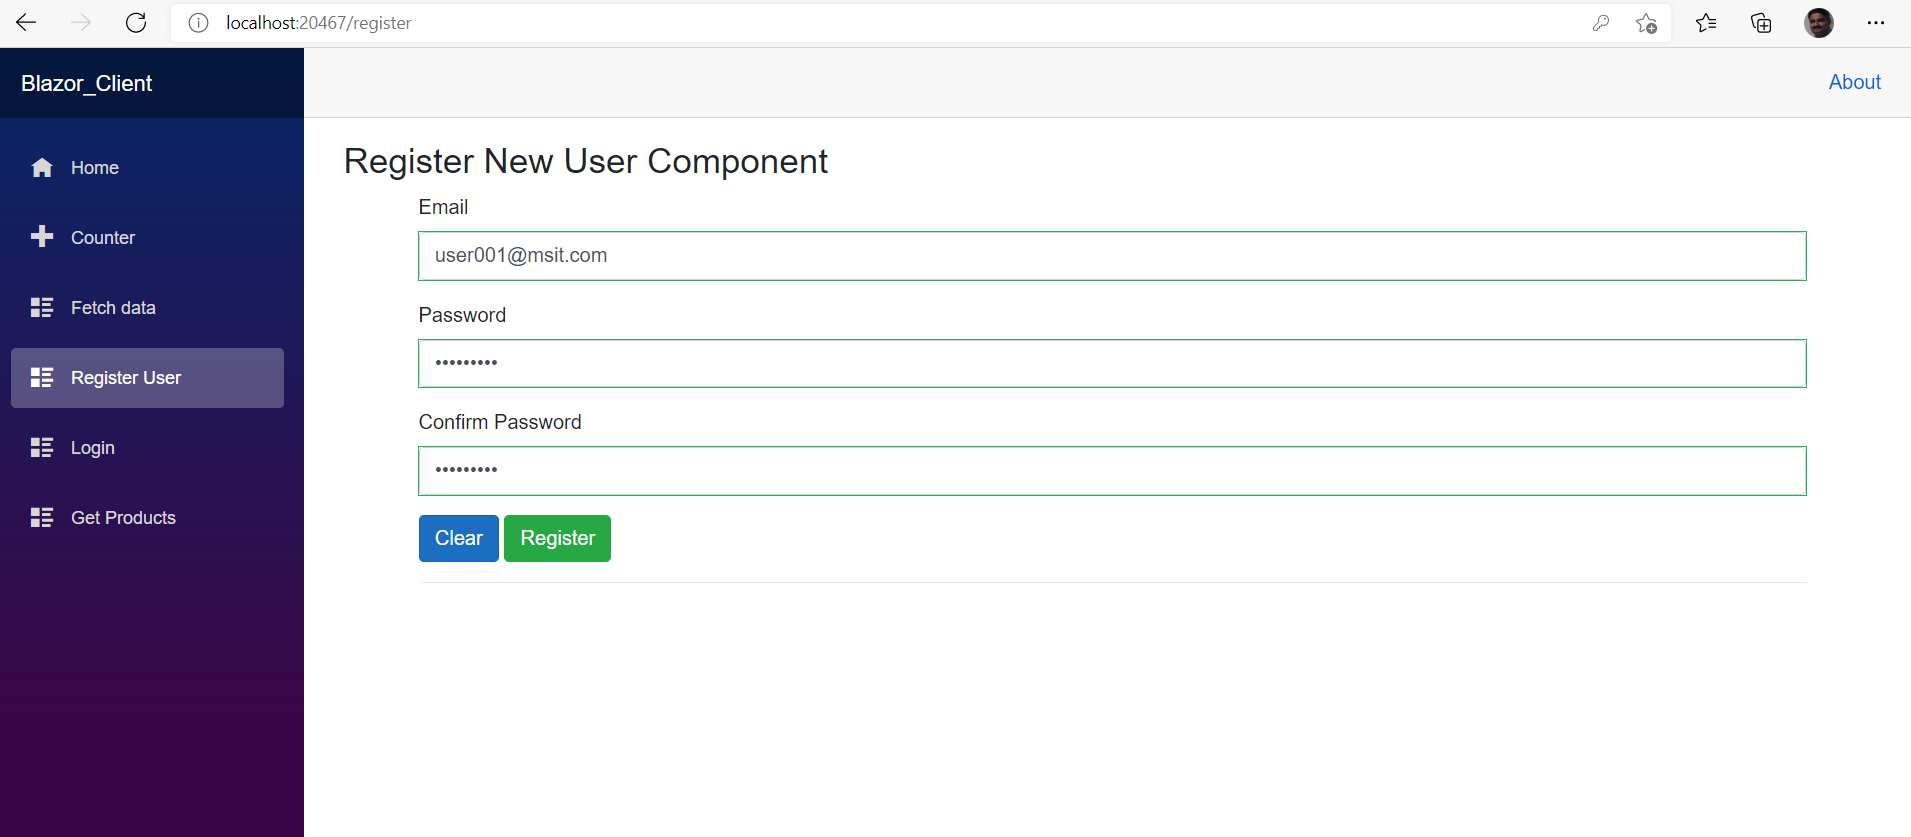 localhost:20467/register
Blazor_Client
About
Home
Counter
Fetch data
Register User
Login
Get Products
Register New User Component
Email
user001@msit.com
Password
•••••••••
Confirm Password
•••••••••
Clear Register